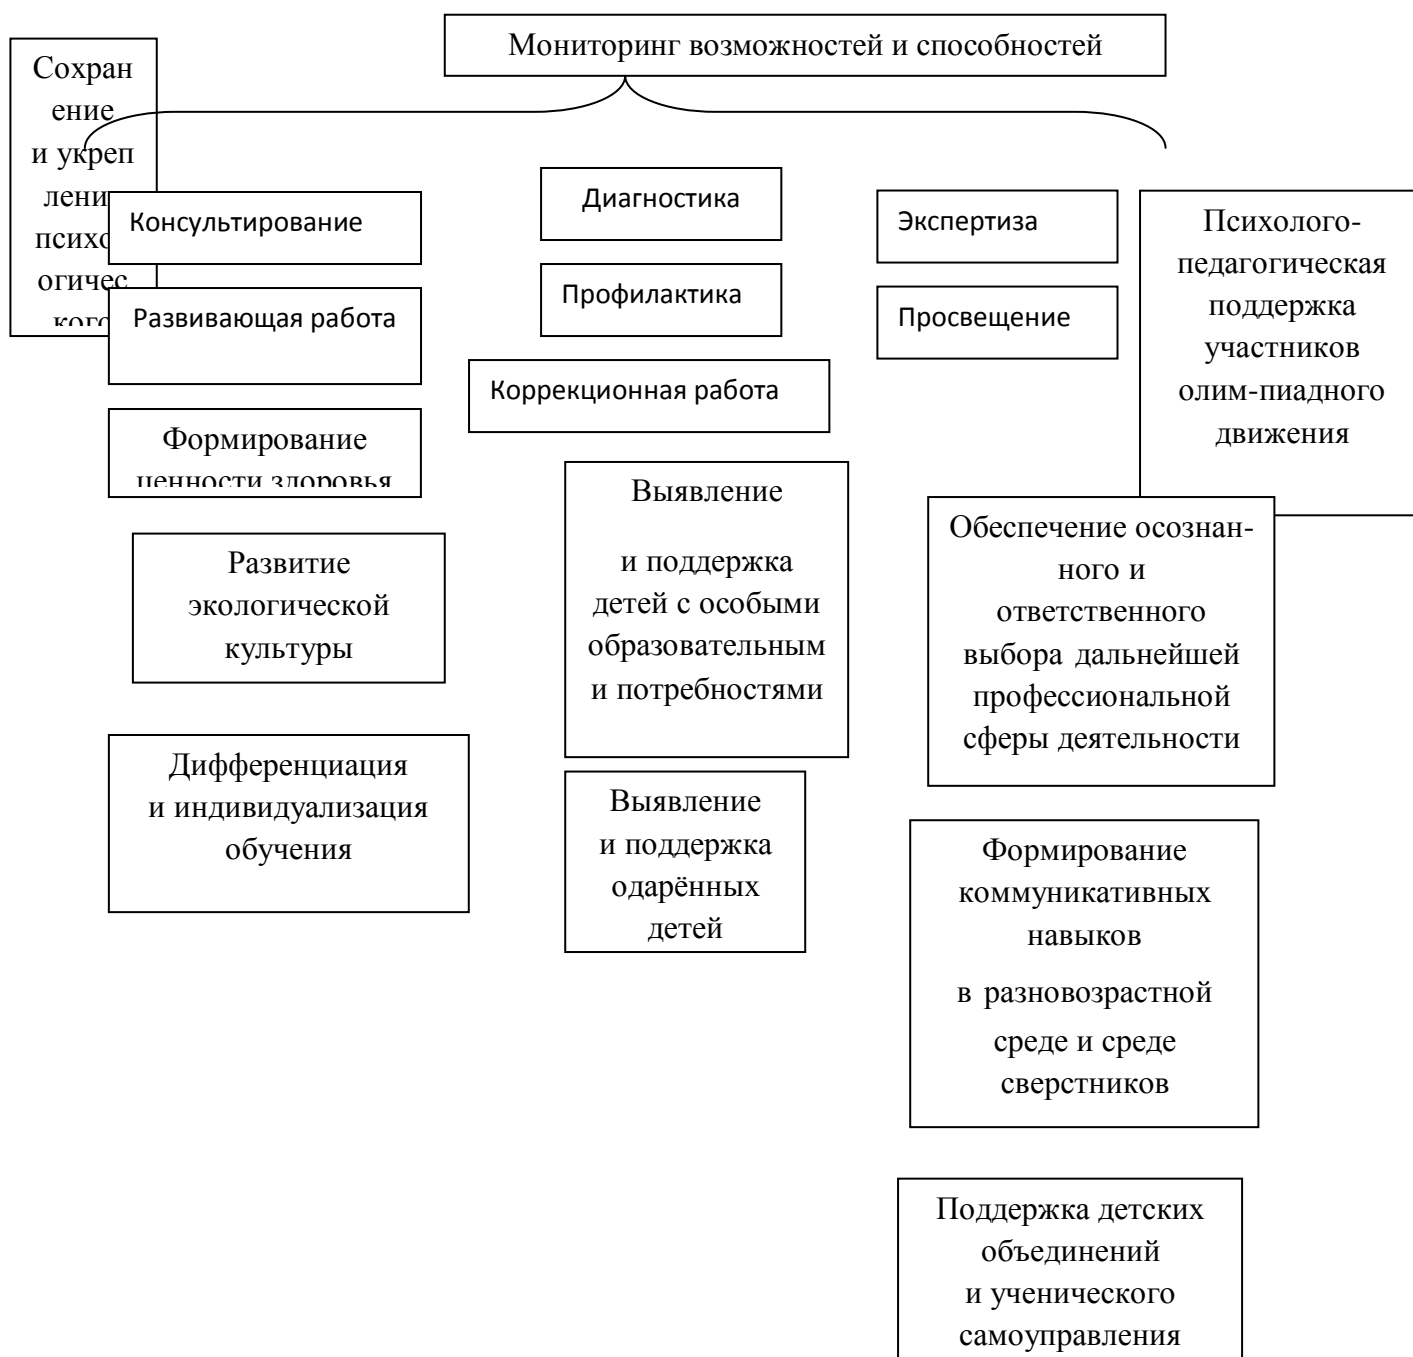 Мониторинг возможностей и способностей
Сохран
ение
и укреп
лени
психо
огичес
кого
Консультирование
Развивающая работа
Диагностика
Профилактика
Коррекционная работа
Экспертиза
Просвещение
Психолого-
педагогическая
поддержка
участников
олим-пиадного
движения
Формирование
ценности здоровья
Развитие
экологической
культуры
Дифференциация
и индивидуализация
обучения
Выявление
и поддержка
детей с особыми
образовательным
и потребностями
Выявление
и поддержка
одарённых
детей
Обеспечение осознан-
ного и
ответственного
выбора дальнейшей
профессиональной
сферы деятельности
Формирование
коммуникативных
навыков
в разновозрастной
среде и среде
сверстников
Поддержка детских
объединений
и ученического
самоуправления